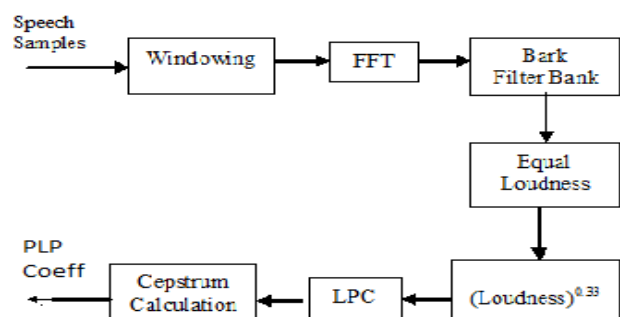 Speech
Samples
Windowing
FFT
Bark
Filter Bank
Equal
Loudness
(Loudness)^0.33
LPC
Cepstrum
Calculation
PLP
Coeff